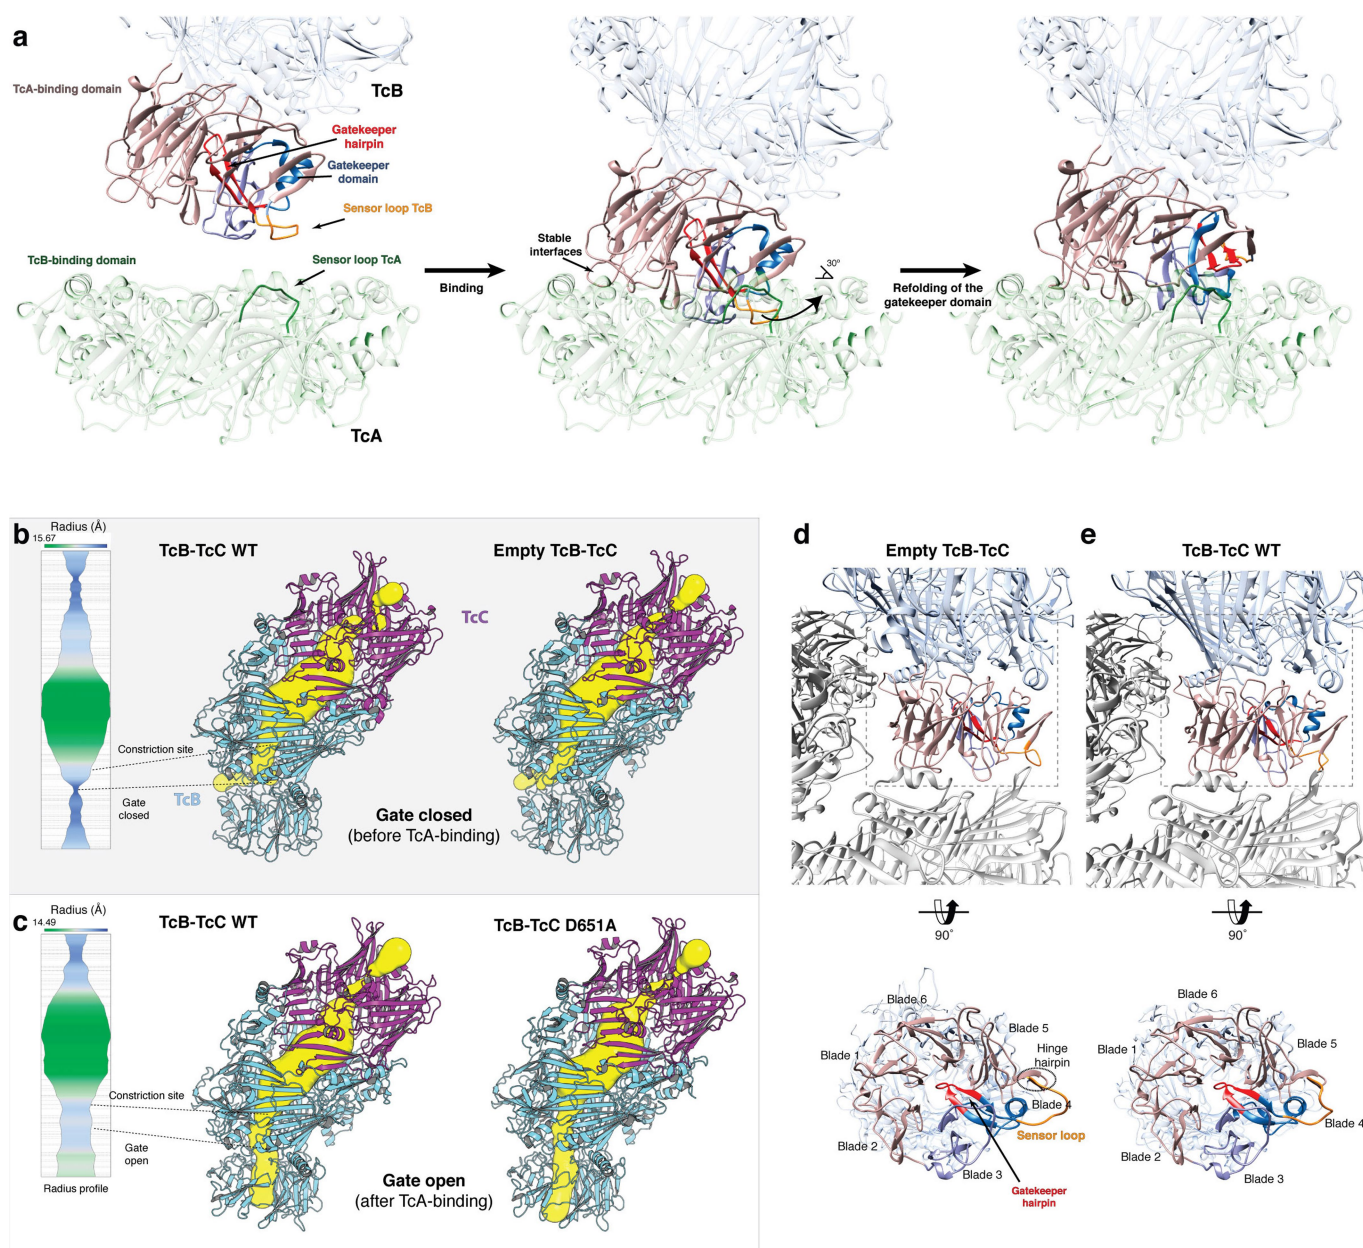 a
TcA-binding domain
TcB
Gatekeeper
hairpin
Gatekeeper
domain
Sensor loop TcB
TcB-binding domain
Sensor loop TcA
TcA
Binding
Stable
interfaces
30°
Refolding of the
gatekeeper domain
b
Radius (Å)
15.67
TcB-TcC WT
Empty TcB-TcC
TcC
Constriction site
TcB
Gate
closed
Gate closed
(before TcA-binding)
c
Radius (Å)
14.49
TcB-TcC WT
TcB-TcC D651A
Constriction site
Gate
open
Radius profile
Gate open
(after TcA-binding)
d
Empty TcB-TcC
90°
Blade 6
Blade 5
Hinge
hairpin
Blade 1
Blade 4
Sensor loop
Blade 2
Blade 3
Gatekeeper
hairpin
e
TcB-TcC WT
90°
Blade 6
Blade 1
Blade 5
Blade 4
Blade 2
Blade 3